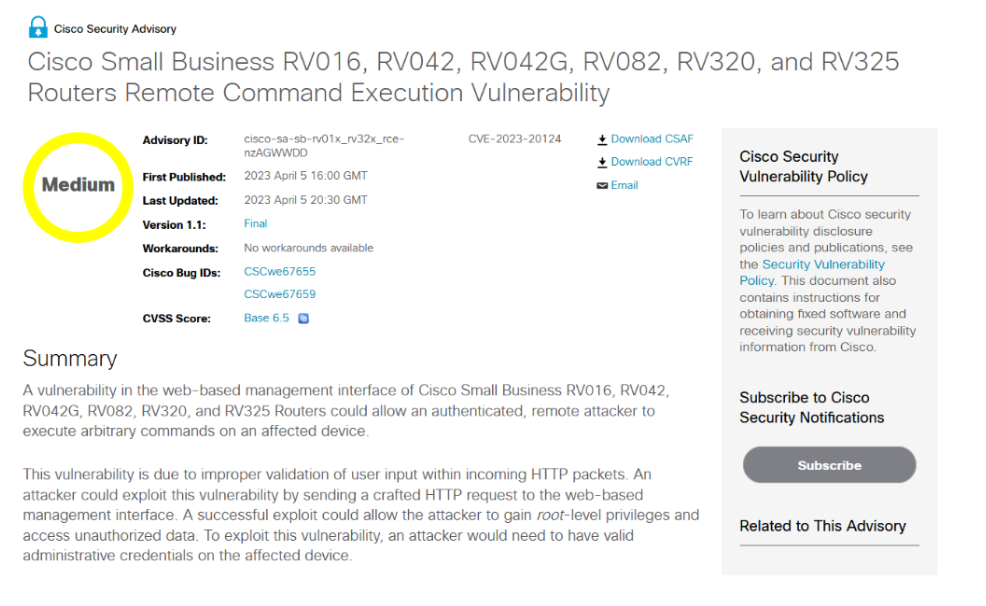 Cisco Security Advisory
Cisco Small Business RV016, RV042, RV042G, RV082, RV320, and RV325
Routers Remote Command Execution Vulnerability
Medium
Advisory ID: cisco-sa-sb-rv01x_rv32x_rce-
nzAGWWDD
First Published: 2023 April 5 16:00 GMT
Last Updated: 2023 April 5 20:30 GMT
Version 1.1: Final
Workarounds: No workarounds available
Cisco Bug IDs: CSCwe67655
CSCwe67659
CVSS Score: Base 6.5
CVE-2023-20124
Download CSAF
Download CVRF
Email
Summary
A vulnerability in the web-based management interface of Cisco Small Business RV016, RV042,
RV042G, RV082, RV320, and RV325 Routers could allow an authenticated, remote attacker to
execute arbitrary commands on an affected device.
This vulnerability is due to improper validation of user input within incoming HTTP packets. An
attacker could exploit this vulnerability by sending a crafted HTTP request to the web-based
management interface. A successful exploit could allow the attacker to gain root-level privileges and
access unauthorized data. To exploit this vulnerability, an attacker would need to have valid
administrative credentials on the affected device.
Cisco Security
Vulnerability Policy
To learn about Cisco security
vulnerability disclosure
policies and publications, see
the Security Vulnerability
Policy. This document also
contains instructions for
obtaining fixed software and
receiving security vulnerability
information from Cisco.
Subscribe to Cisco
Security Notifications
Subscribe
Related to This Advisory